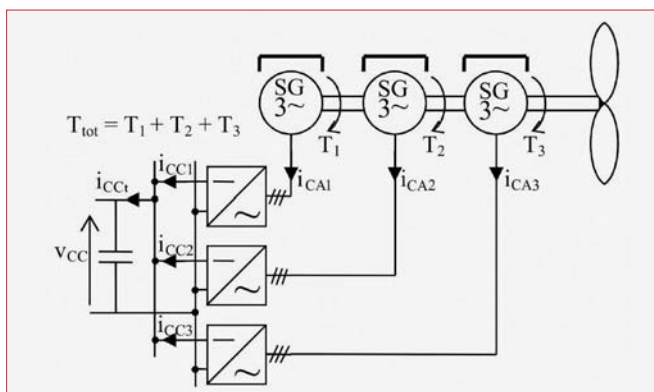 SG
3~
SG
3~
SG
3~
T_tot = T_1 + T_2 + T_3
T_1
T_2
T_3
i_CA1
i_CA2
i_CA3
i_CCt
i_CC1
v_CC
i_CC2
i_CC3